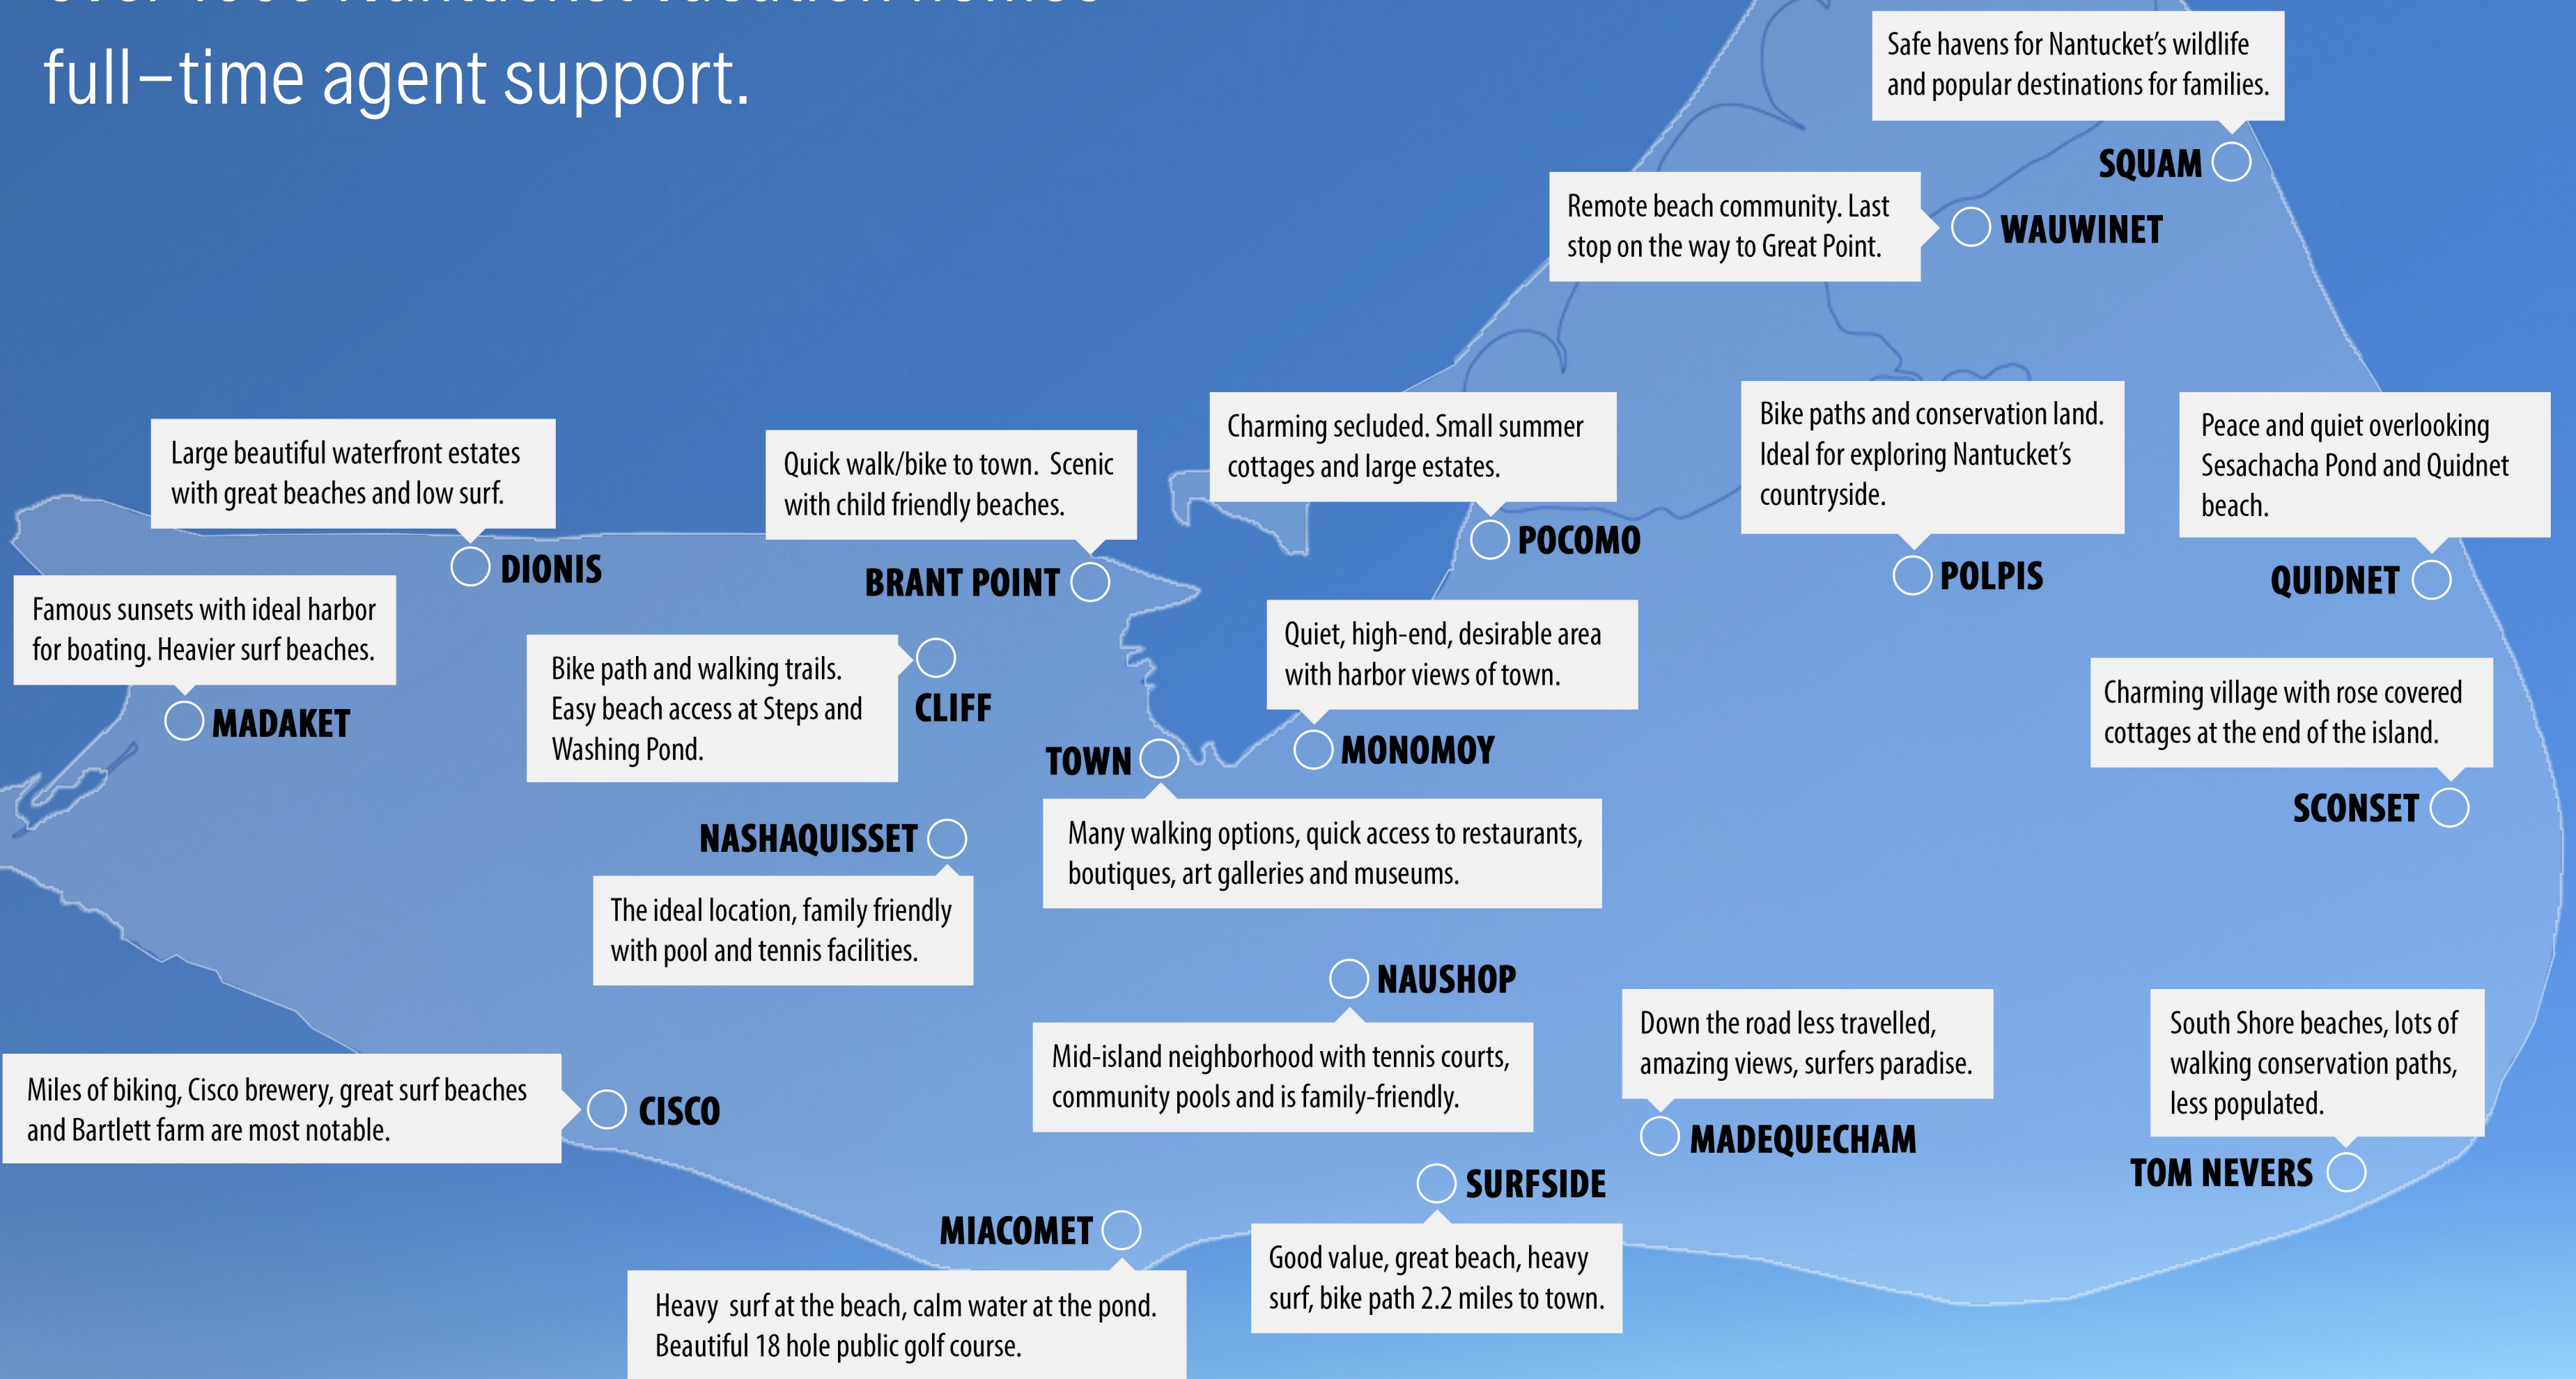 full–time agent support.
Safe havens for Nantucket's wildlife
and popular destinations for families.
SQUAM
Remote beach community. Last
stop on the way to Great Point.
WAUWINET
Large beautiful waterfront estates
with great beaches and low surf.
DIONIS
Quick walk/bike to town.  Scenic
with child friendly beaches.
BRANT POINT
Charming secluded. Small summer
cottages and large estates.
POCOMO
Bike paths and conservation land.
Ideal for exploring Nantucket's
countryside.
POLPIS
Peace and quiet overlooking
Sesachacha Pond and Quidnet
beach.
QUIDNET
Famous sunsets with ideal harbor
for boating. Heavier surf beaches.
MADAKET
Bike path and walking trails.
Easy beach access at Steps and
Washing Pond.
CLIFF
Quiet, high-end, desirable area
with harbor views of town.
MONOMOY
TOWN
Many walking options, quick access to restaurants,
boutiques, art galleries and museums.
Charming village with rose covered
cottages at the end of the island.
SCONSET
NASHAQUISSET
The ideal location, family friendly
with pool and tennis facilities.
NAUSHOP
Mid-island neighborhood with tennis courts,
community pools and is family-friendly.
Down the road less travelled,
amazing views, surfers paradise.
MADEQUECHAM
South Shore beaches, lots of
walking conservation paths,
less populated.
TOM NEVERS
Miles of biking, Cisco brewery, great surf beaches
and Bartlett farm are most notable.
CISCO
SURFSIDE
Good value, great beach, heavy
surf, bike path 2.2 miles to town.
MIACOMET
Heavy  surf at the beach, calm water at the pond.
Beautiful 18 hole public golf course.